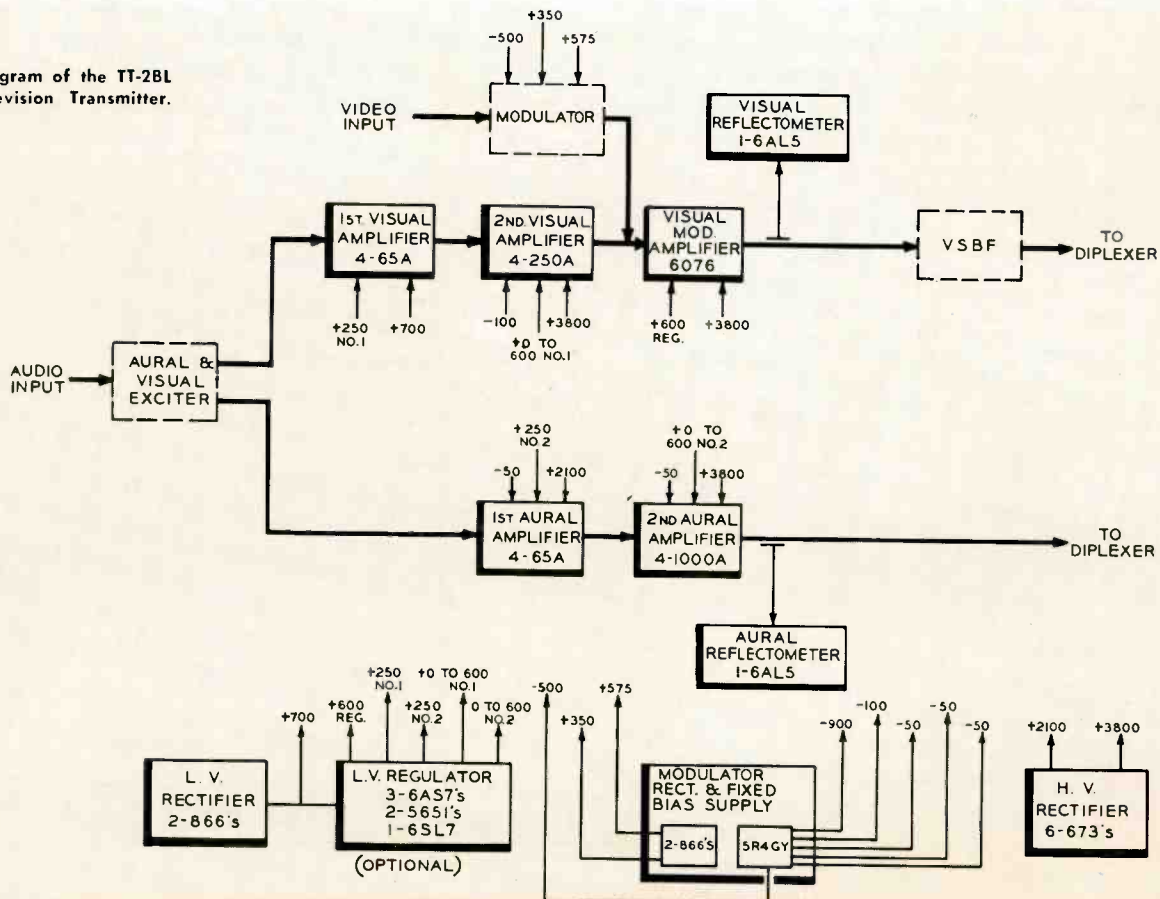 gram of the TT-2BL
evision Transmitter.
+350
-500
+575
VIDEO
INPUT
MODULATOR
VISUAL
REFLECTOMETER
1-6AL5
1ST. VISUAL
AMPLIFIER
4-65A
2ND. VISUAL
AMPLIFIER
4-250A
VISUAL
MOD.
AMPLIFIER
6076
VSBF
TO
DIPLEXER
+250
NO.1
+700
-100
+0 TO
600 NO.1
+3800
+600
REG.
+3800
AUDIO
INPUT
AURAL &
VISUAL
EXCITER
+250
NO.2
-50
+2100
+0 TO
600 NO.2
-50
+3800
1ST AURAL
AMPLIFIER
4-65A
2ND AURAL
AMPLIFIER
4-1000A
TO
DIPLEXER
AURAL
REFLECTOMETER
1-6AL5
+700
+600
REG.
+250
NO.1
+250
NO.2
+0 TO 600
NO.1
0 TO 600
NO.2
-500
+350
+575
-900
-100
-50
-50
-50
+2100
+3800
L. V.
RECTIFIER
2-866's
L.V. REGULATOR
3-6AS7's
2-5651's
1-6SL7
(OPTIONAL)
MODULATOR
RECT. & FIXED
BIAS SUPPLY
2-866'S
5R4GY
H. V.
RECTIFIER
6-673's